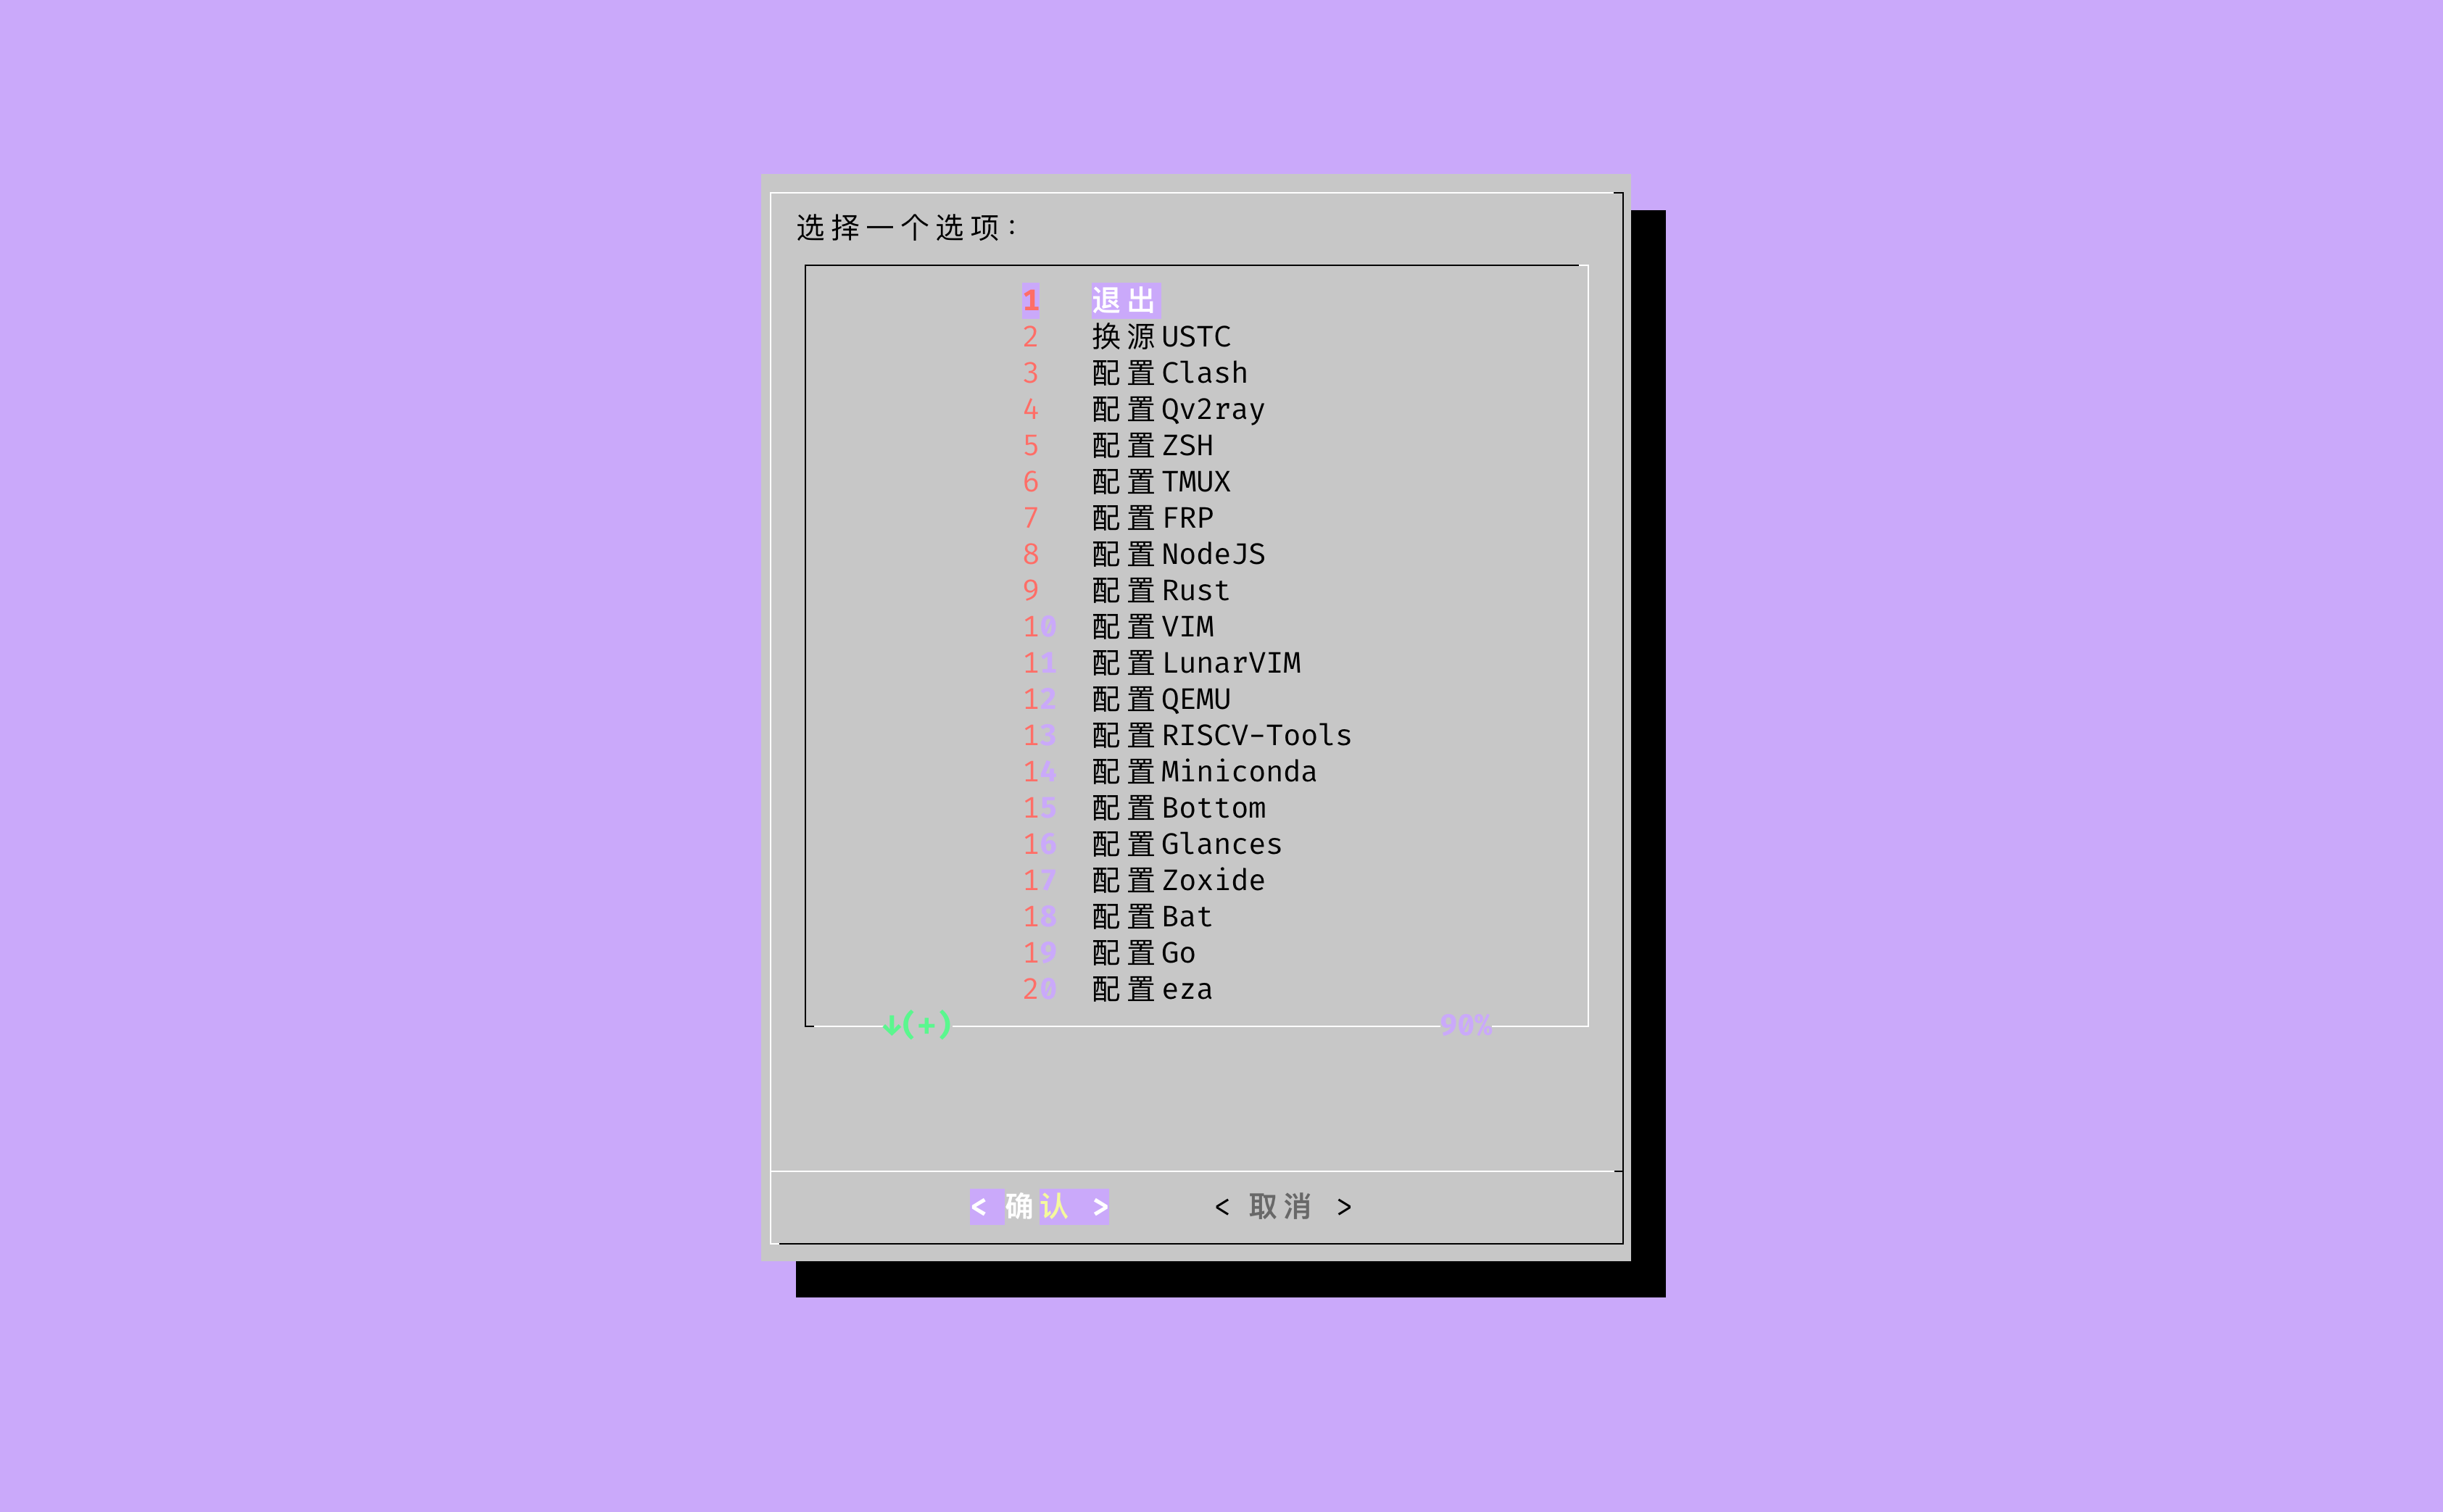 选择一个选项：
1 退出
2 换源USTC
3 配置Clash
4 配置Qv2ray
5 配置ZSH
6 配置TMUX
7 配置FRP
8 配置NodeJS
9 配置Rust
10 配置VIM
11 配置LunarVIM
12 配置QEMU
13 配置RISCV-Tools
14 配置Miniconda
15 配置Bottom
16 配置Glances
17 配置Zoxide
18 配置Bat
19 配置Go
20 配置eza
↓(+) 90%
< 确认 > < 取消 >